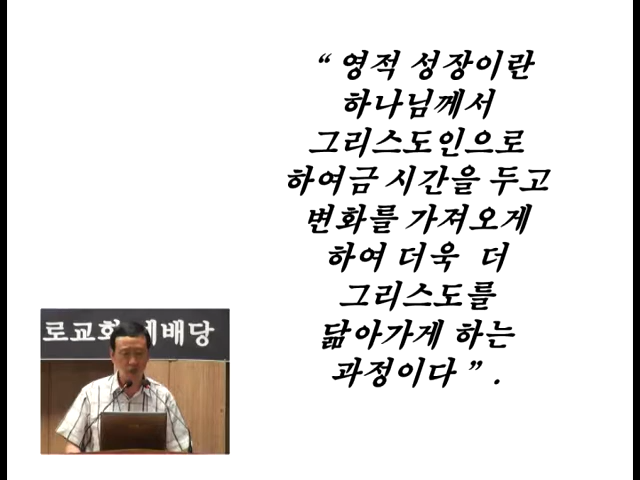 “ 영적 성장이란
하나님께서
그리스도인으로
하여금 시간을 두고
변화를 가져오게
하여 더욱 더
그리스도를
닮아가게 하는
과정이다 ” .
로교회 예배당